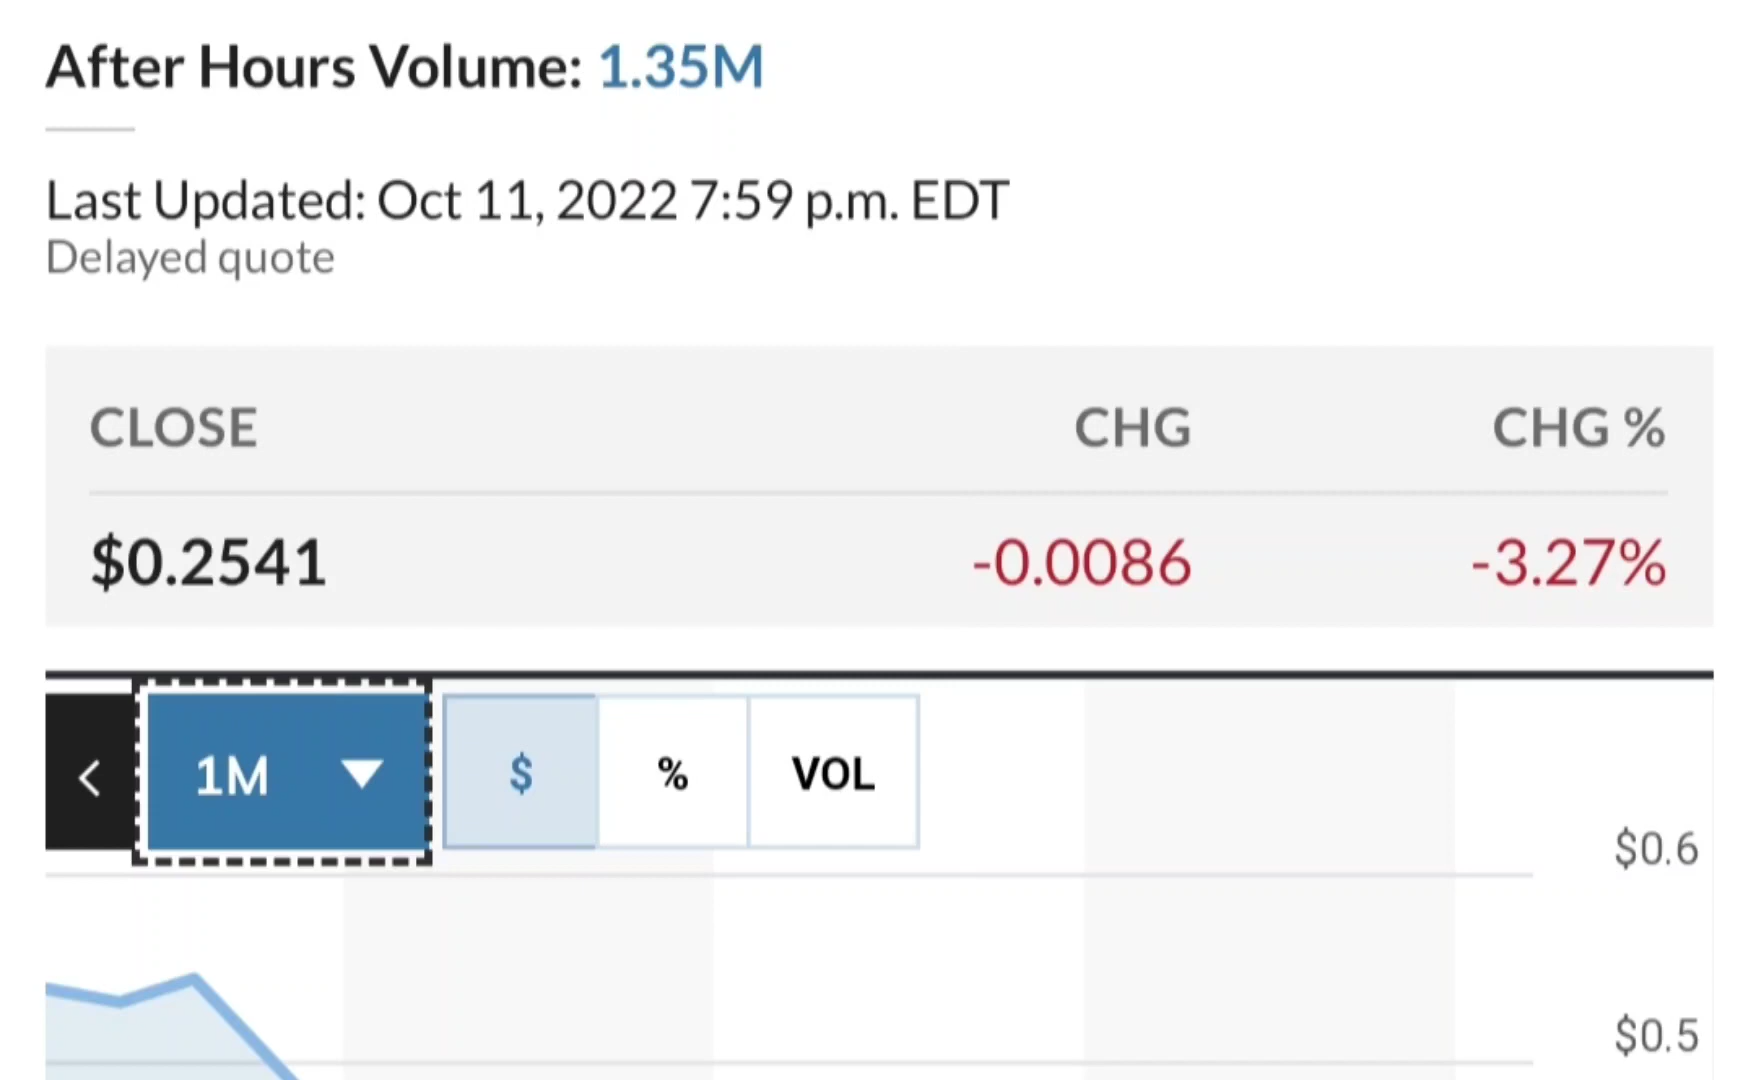 After Hours Volume: 1.35M
Last Updated: Oct 11, 2022 7:59 p.m. EDT
Delayed quote
CLOSE CHG CHG %
$0.2541 -0.0086 -3.27%
< 1M ▼ $ % VOL
$0.6
$0.5